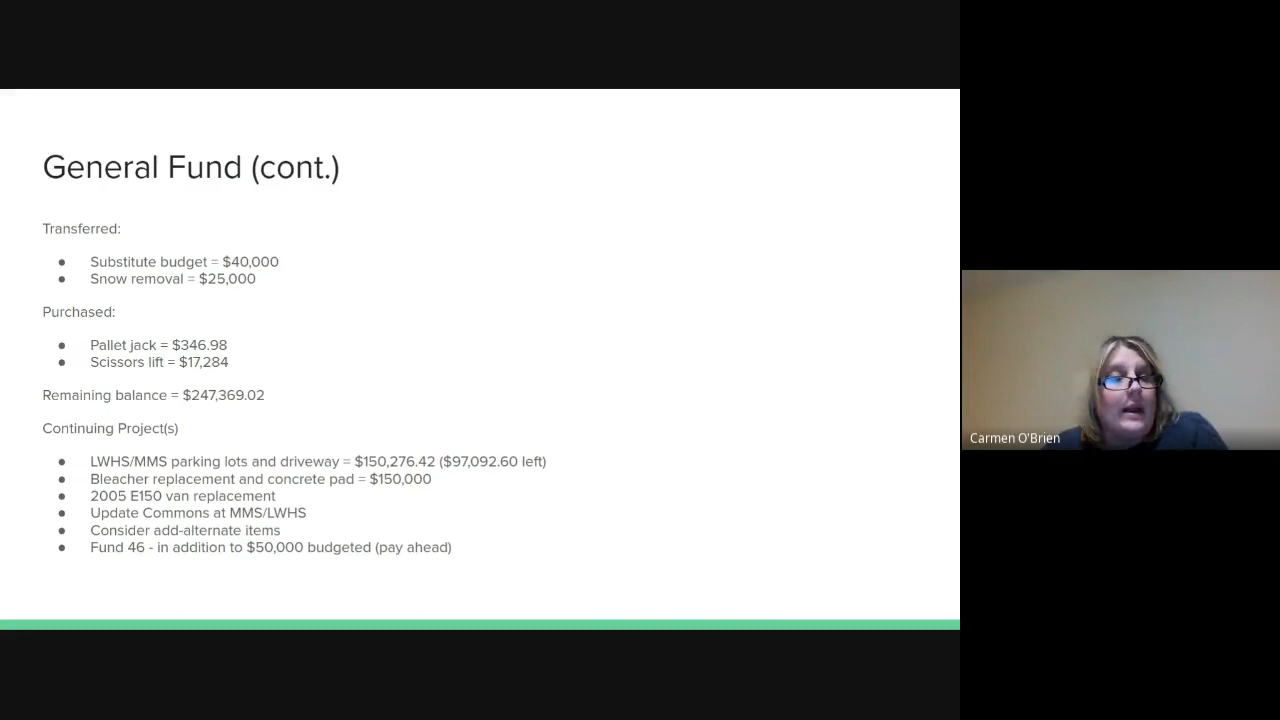 General Fund (cont.)
Transferred:
● Substitute budget = $40,000
● Snow removal = $25,000
Purchased:
● Pallet jack = $346.98
● Scissors lift = $17,284
Remaining balance = $247,369.02
Continuing Project(s)
● LWHS/MMS parking lots and driveway = $150,276.42 ($97,092.60 left)
● Bleacher replacement and concrete pad = $150,000
● 2005 E150 van replacement
● Update Commons at MMS/LWHS
● Consider add-alternate items
● Fund 46 - in addition to $50,000 budgeted (pay ahead)
Carmen O'Brien